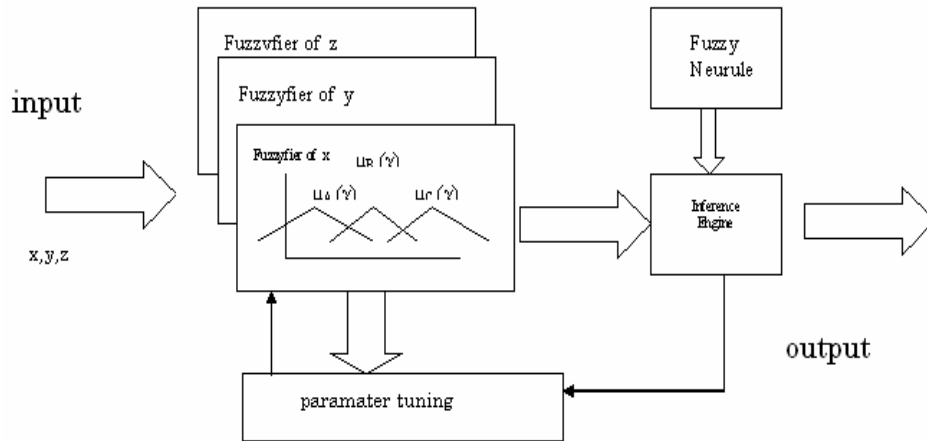 Fuzzyfier of z
Fuzzy
Neurule
Fuzzyfier of y
input
Fuzzyfier of x
Inference
Engine
x,y,z
output
paramater tuning